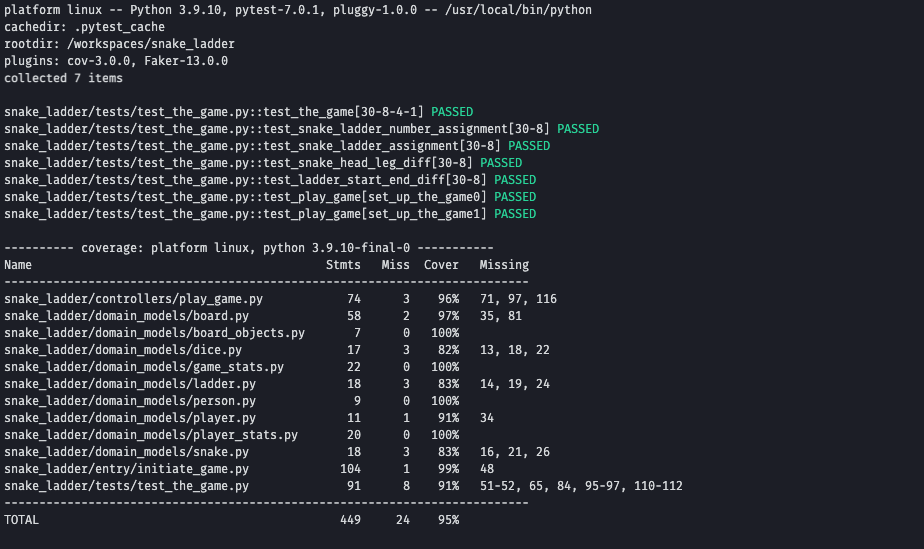 platform linux -- Python 3.9.10, pytest-7.0.1, pluggy-1.0.0 -- /usr/local/bin/python
cachedir: .pytest_cache
rootdir: /workspaces/snake_ladder
plugins: cov-3.0.0, Faker-13.0.0
collected 7 items
snake_ladder/tests/test_the_game.py::test_the_game[30-8-4-1] PASSED
snake_ladder/tests/test_the_game.py::test_snake_ladder_number_assignment[30-8] PASSED
snake_ladder/tests/test_the_game.py::test_snake_ladder_assignment[30-8] PASSED
snake_ladder/tests/test_the_game.py::test_snake_head_leg_diff[30-8] PASSED
snake_ladder/tests/test_the_game.py::test_ladder_start_end_diff[30-8] PASSED
snake_ladder/tests/test_the_game.py::test_play_game[set_up_the_game0] PASSED
snake_ladder/tests/test_the_game.py::test_play_game[set_up_the_game1] PASSED
---------- coverage: platform linux, python 3.9.10-final-0 -----------
Name                                          Stmts   Miss  Cover   Missing
---------------------------------------------------------------------------
snake_ladder/controllers/play_game.py            74      3    96%   71, 97, 116
snake_ladder/domain_models/board.py              58      2    97%   35, 81
snake_ladder/domain_models/board_objects.py       7      0   100%
snake_ladder/domain_models/dice.py               17      3    82%   13, 18, 22
snake_ladder/domain_models/game_stats.py         22      0   100%
snake_ladder/domain_models/ladder.py             18      3    83%   14, 19, 24
snake_ladder/domain_models/person.py              9      0   100%
snake_ladder/domain_models/player.py             11      1    91%   34
snake_ladder/domain_models/player_stats.py       20      0   100%
snake_ladder/domain_models/snake.py              18      3    83%   16, 21, 26
snake_ladder/entry/initiate_game.py             104      1    99%   48
snake_ladder/tests/test_the_game.py              91      8    91%   51-52, 65, 84, 95-97, 110-112
---------------------------------------------------------------------------
TOTAL                                           449     24    95%